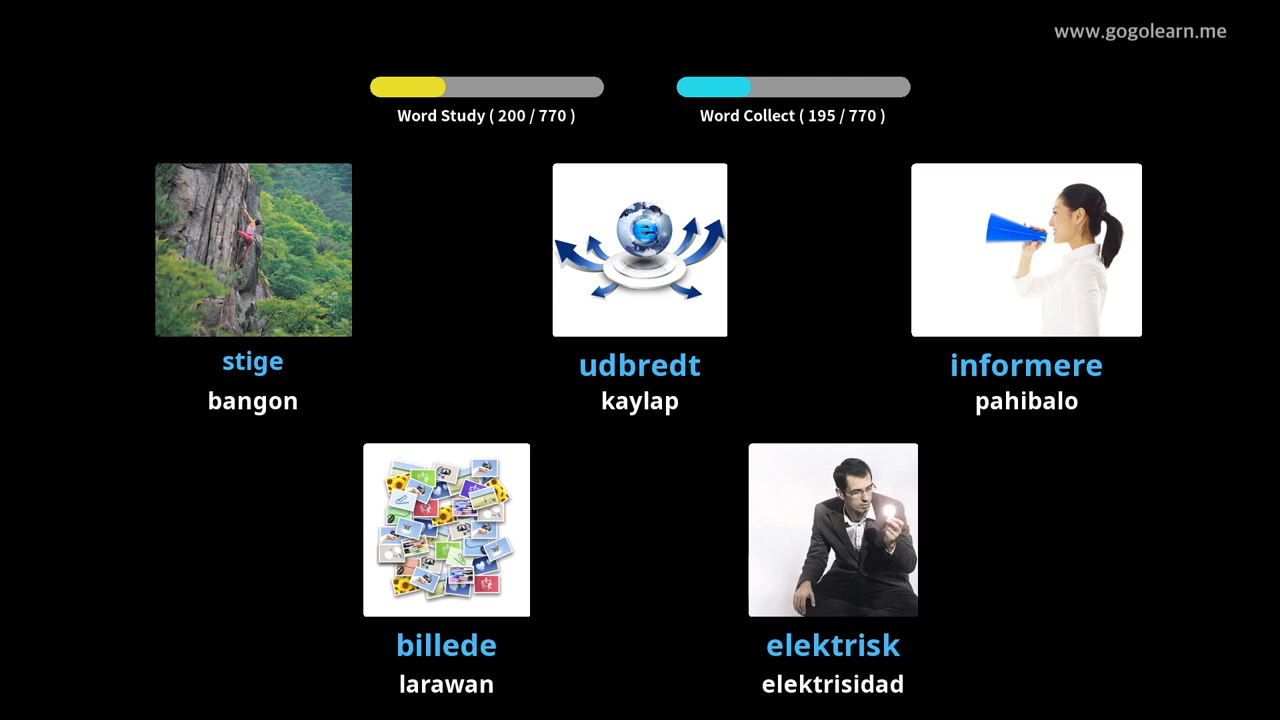 www.gogolearn.me
Word Study ( 200 / 770 )
Word Collect ( 195 / 770 )
stige
bangon
udbredt
kaylap
informere
pahibalo
billede
larawan
elektrisk
elektrisidad